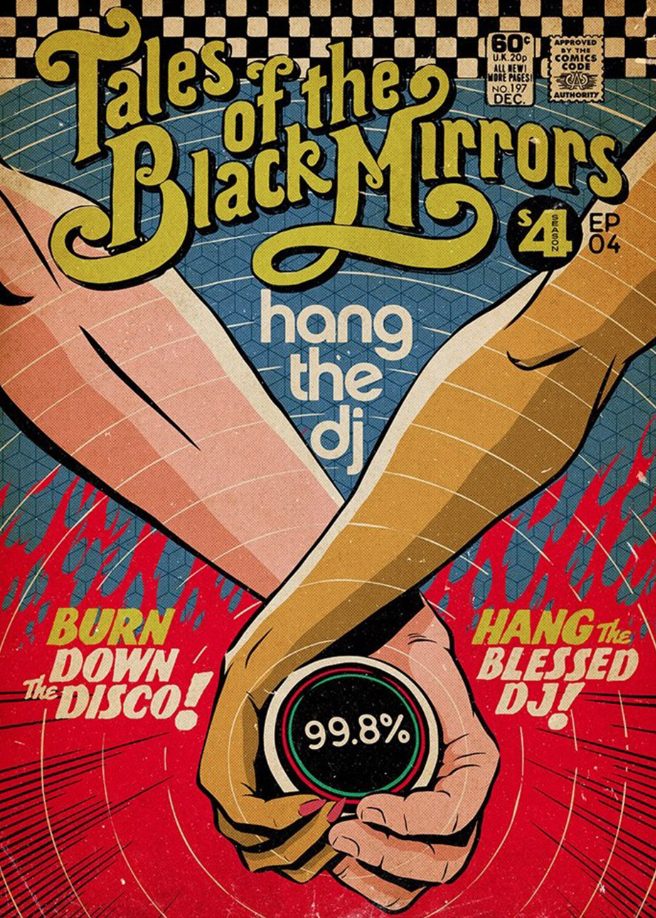 Tales
of the
Black Mirrors
60¢
U.K. 20p
ALL NEW!
MORE PAGES!
NO. 197
DEC.
APPROVED
BY THE
COMICS
CODE
CA
AUTHORITY
S4
SEASON
EP
04
hang
the
dj
BURN
DOWN
The DISCO!
HANG The
BLESSED
DJ!
99.8%